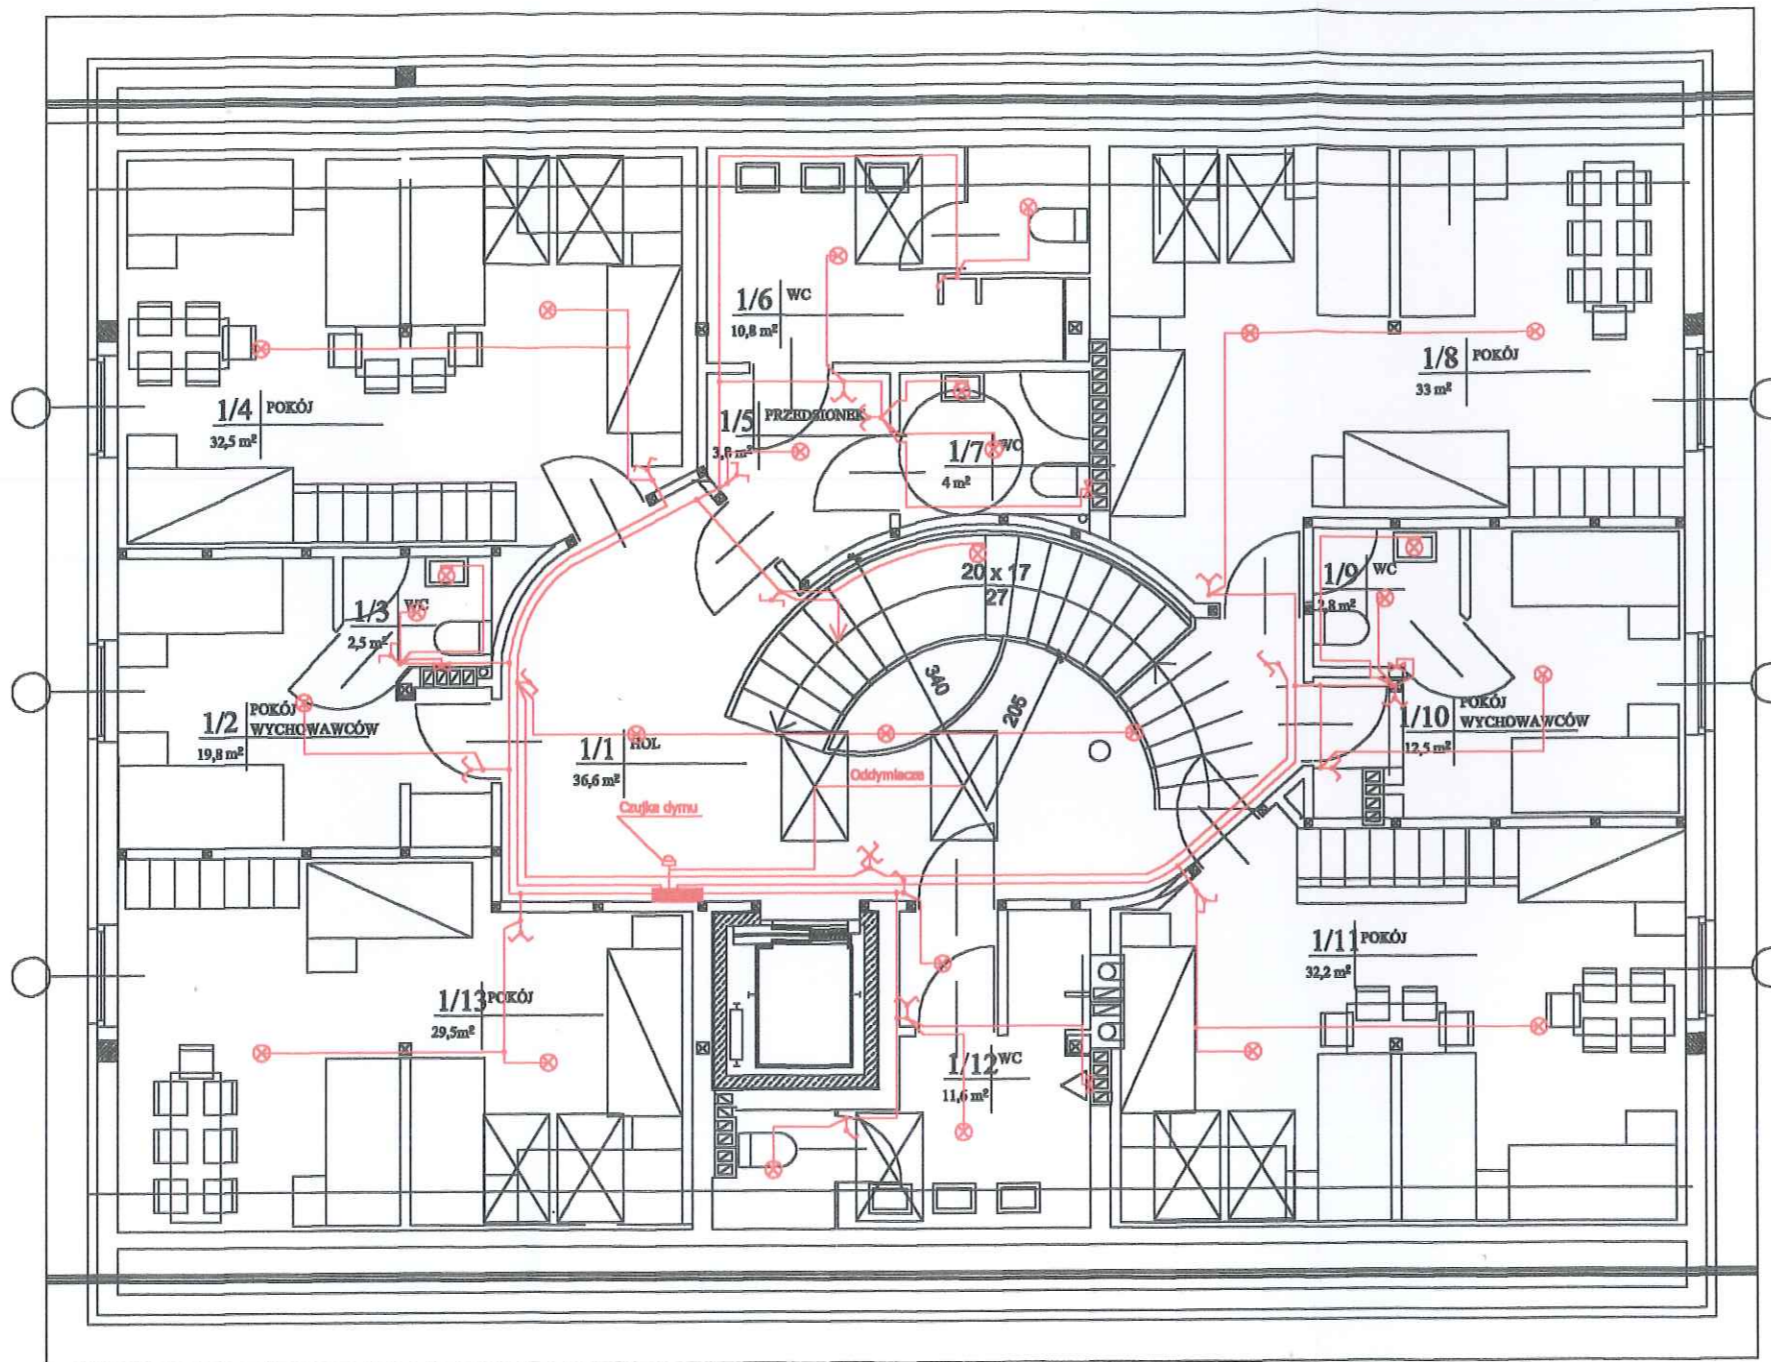 1/6 WC
10,8 m²
1/8 POKÓJ
33 m²
1/4 POKÓJ
32,5 m²
1/5 PRZEDSIONEK
3,8 m²
1/7 WC
4 m²
20 x 17
27
1/9 WC
2,8 m²
1/3 WC
2,5 m²
340
205
1/2 POKÓJ
WYCHOWAWCÓW
19,8 m²
1/10 POKÓJ
WYCHOWAWCÓW
12,5 m²
1/1 HOL
36,6 m²
Oddymiacze
Czujka dymu
1/11 POKÓJ
32,2 m²
1/13 POKÓJ
29,5m²
1/12 WC
11,6 m²